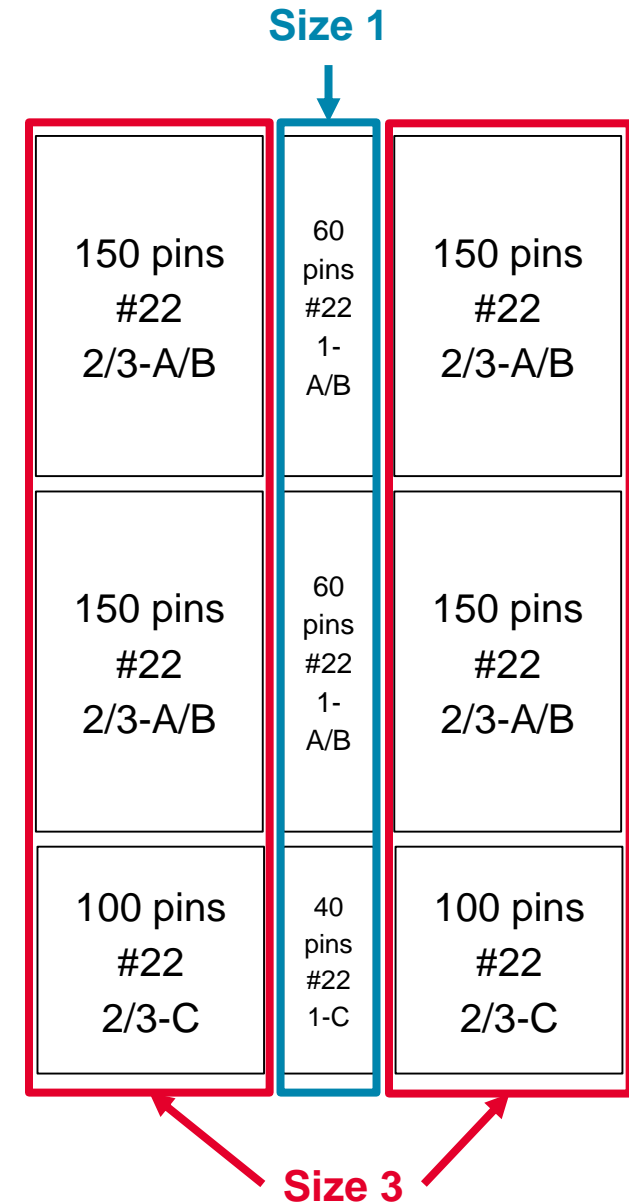 Size 1
150 pins
#22
2/3-A/B
60
pins
#22
1-
A/B
150 pins
#22
2/3-A/B
150 pins
#22
2/3-A/B
60
pins
#22
1-
A/B
150 pins
#22
2/3-A/B
100 pins
#22
2/3-C
40
pins
#22
1-C
100 pins
#22
2/3-C
Size 3